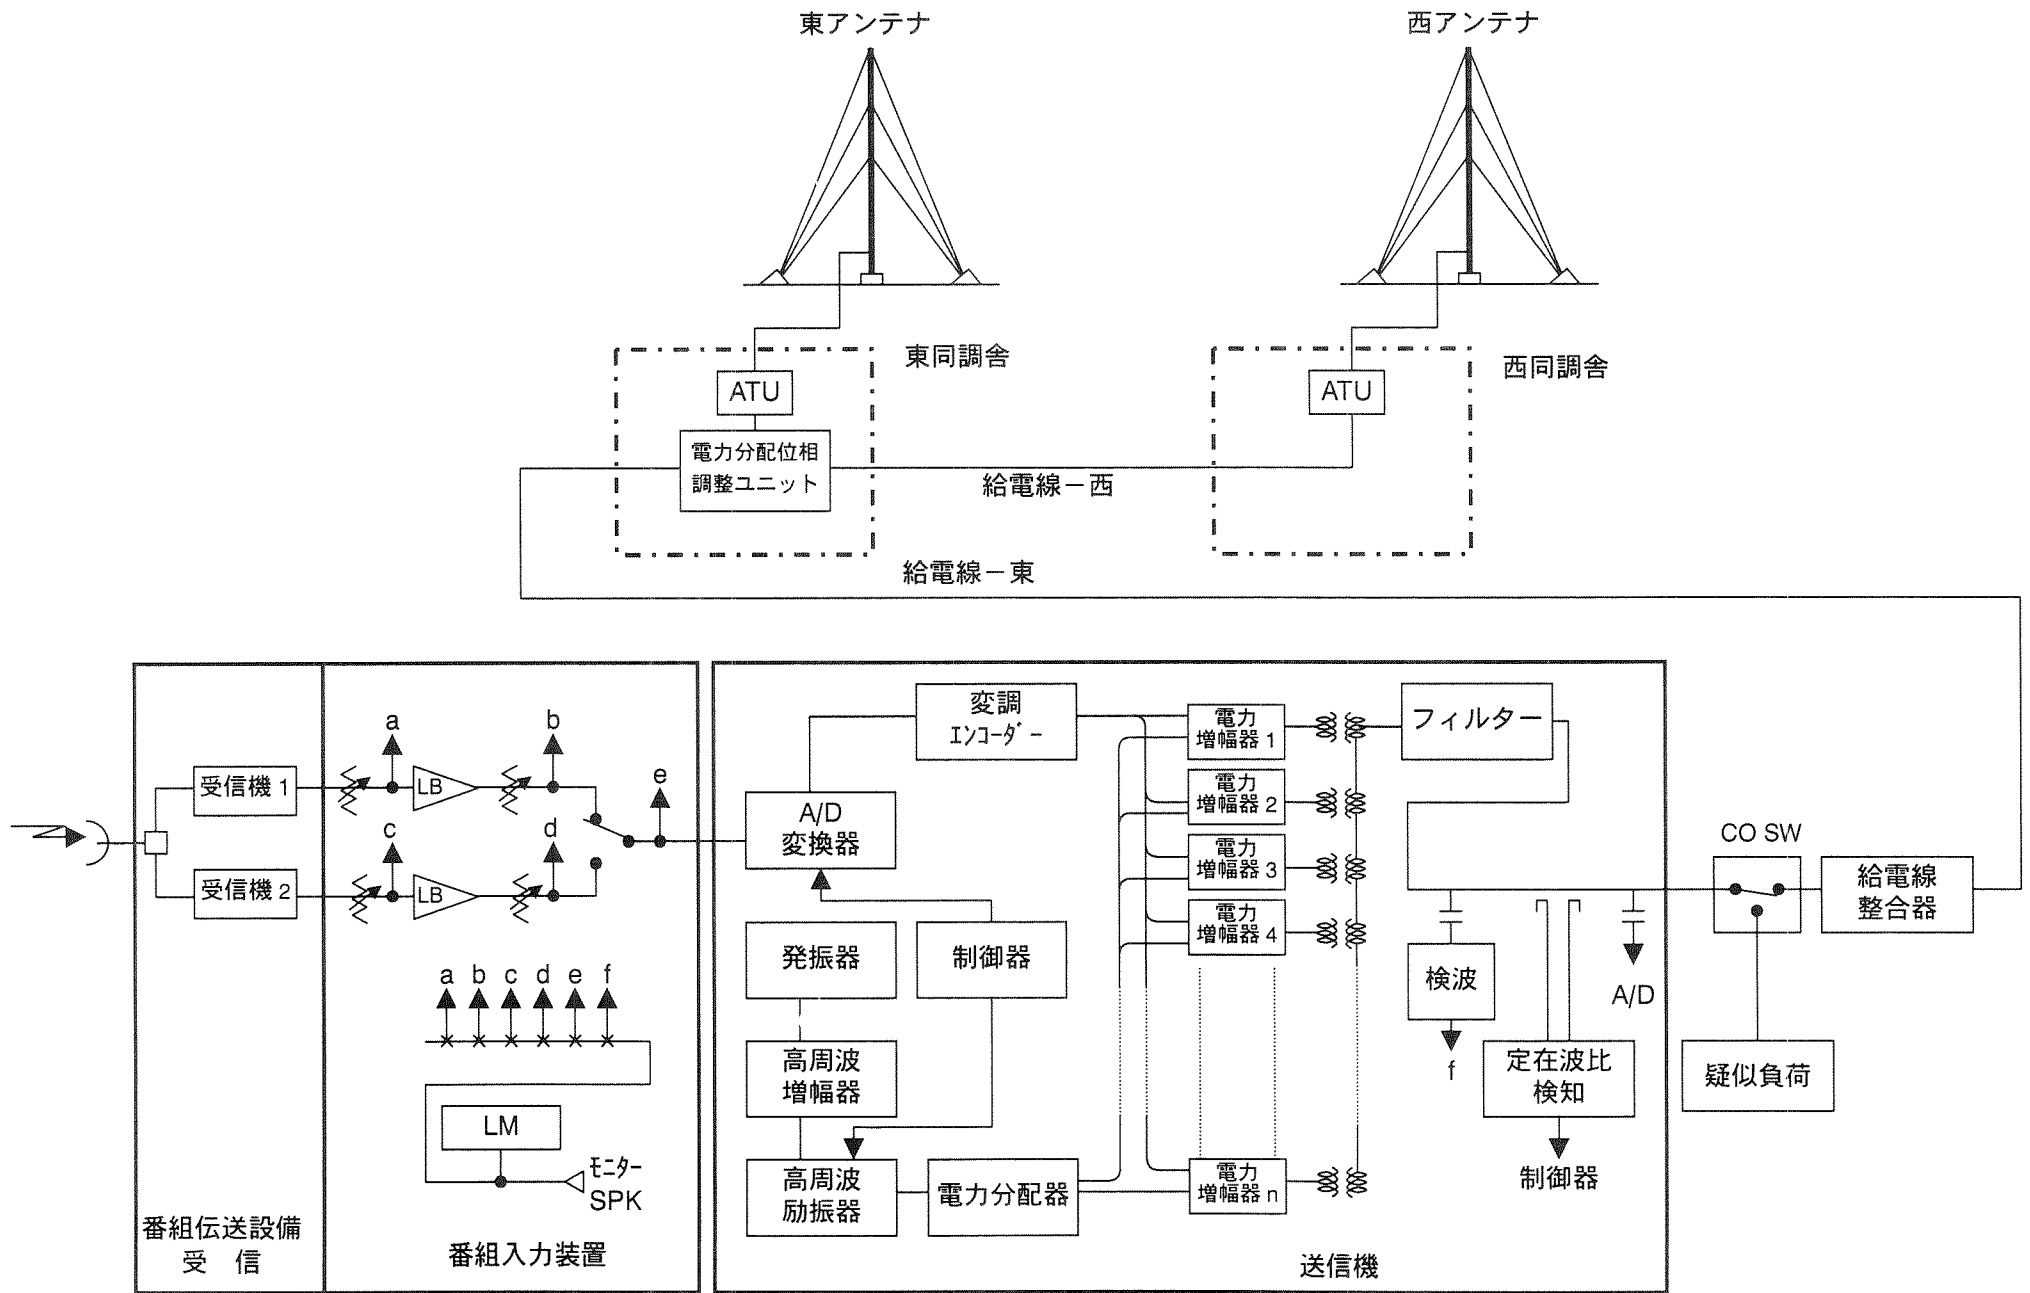 東アンテナ
西アンテナ
東同調舎
西同調舎
ATU
ATU
電力分配位相
調整ユニット
給電線－西
給電線－東
a
b
受信機 1
LB
e
c
d
受信機 2
LB
a b c d e f
LM
モニター
SPK
番組伝送設備
受　信
番組入力装置
変調
エンコーダー
A/D
変換器
発振器
制御器
高周波
増幅器
高周波
励振器
電力分配器
電力
増幅器 1
電力
増幅器 2
電力
増幅器 3
電力
増幅器 4
電力
増幅器 n
フィルター
検波
f
A/D
定在波比
検知
制御器
送信機
CO SW
給電線
整合器
疑似負荷